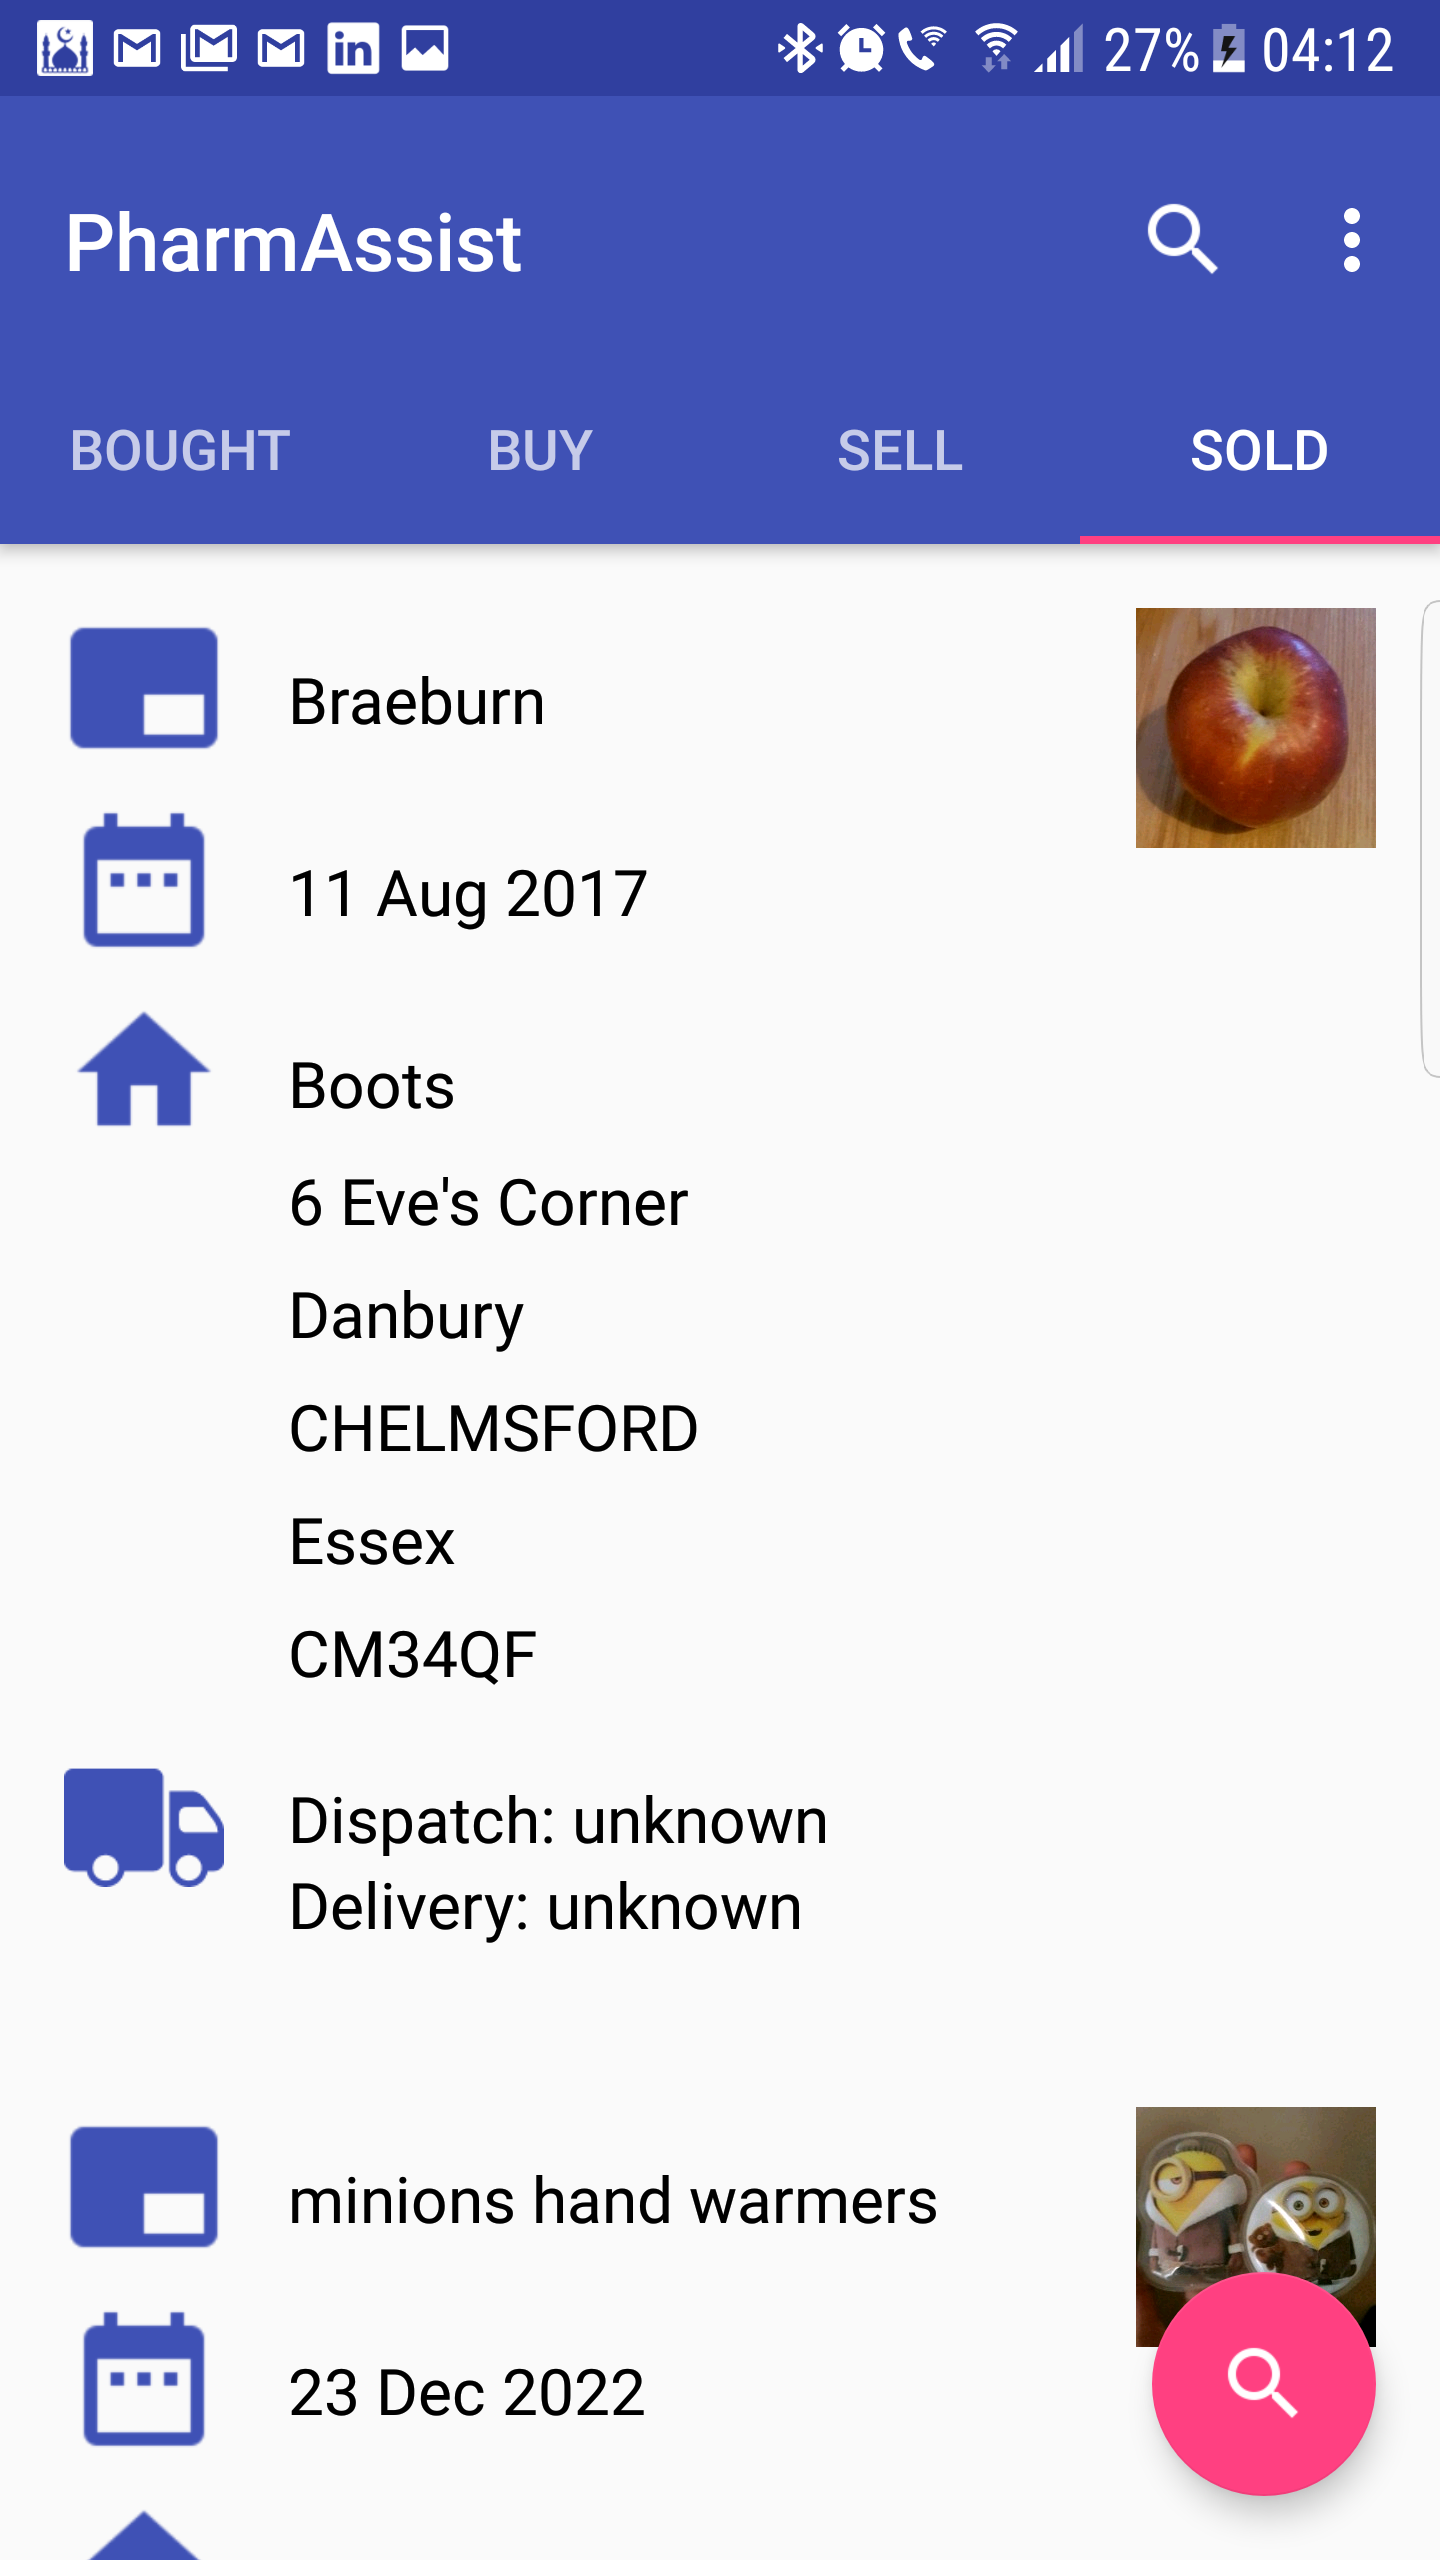 27% 04:12
PharmAssist
BOUGHT BUY SELL SOLD
Braeburn
11 Aug 2017
Boots
6 Eve's Corner
Danbury
CHELMSFORD
Essex
CM34QF
Dispatch: unknown
Delivery: unknown
minions hand warmers
23 Dec 2022